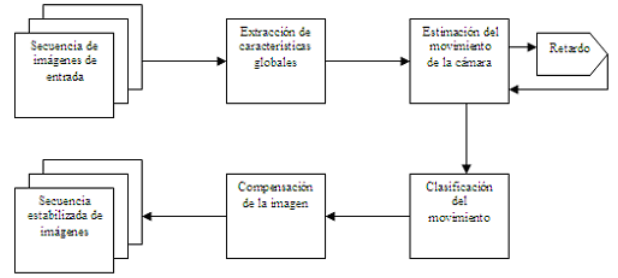 Secuencia de
imágenes de
entrada
Extracción de
características
globales
Estimación del
movimiento
de la cámara
Retardo
Secuencia
estabilizada de
imágenes
Compensación
de la imagen
Clasificación
del
movimiento